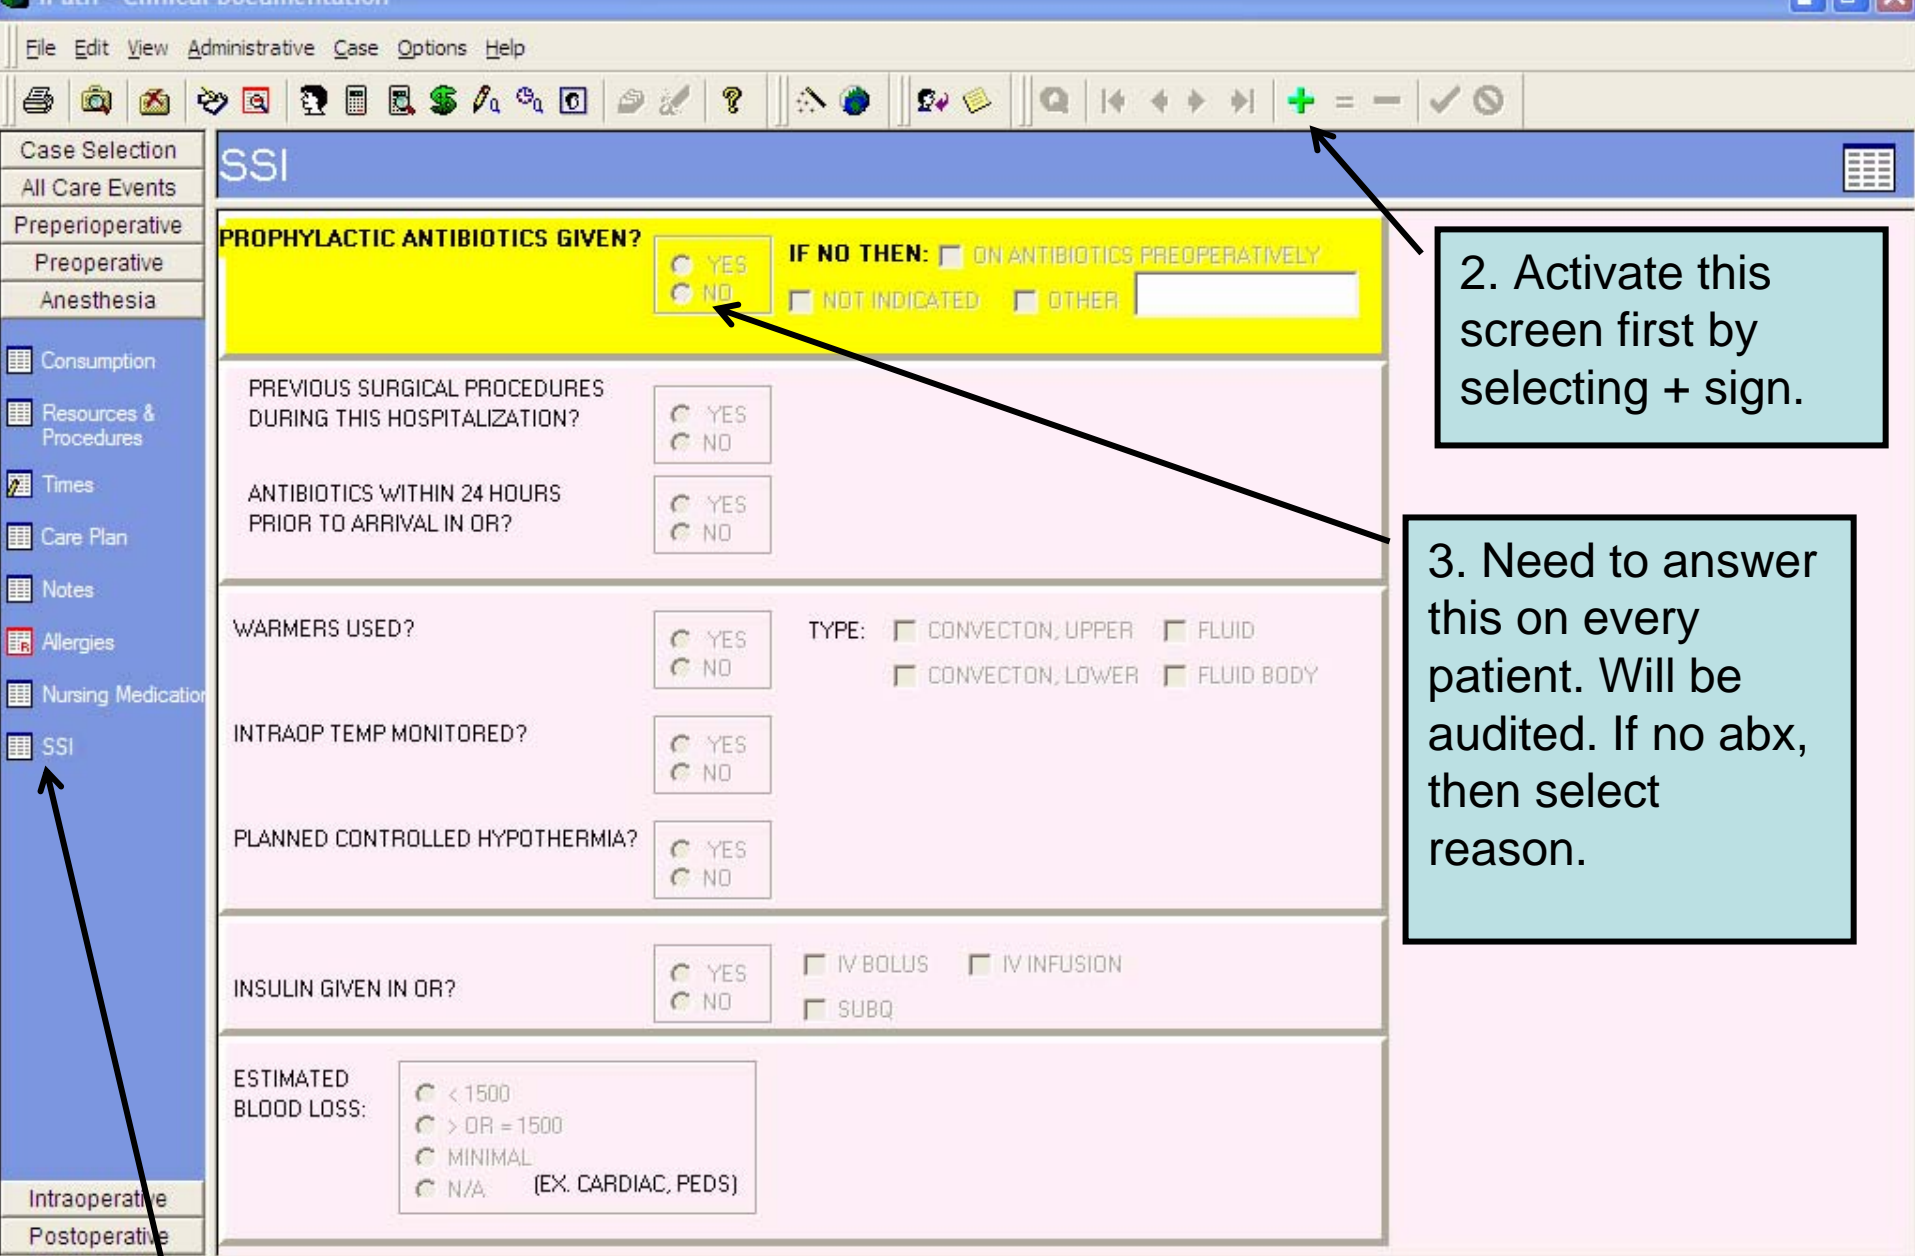 iPath - Clinical Documentation
File Edit View Administrative Case Options Help
Case Selection
All Care Events
Preperioperative
Preoperative
Anesthesia
Consumption
Resources &
Procedures
Times
Care Plan
Notes
Allergies
Nursing Medication
SSI
Intraoperative
Postoperative
SSI
PROPHYLACTIC ANTIBIOTICS GIVEN?
YES
NO
IF NO THEN: ON ANTIBIOTICS PREOPERATIVELY
NOT INDICATED OTHER
PREVIOUS SURGICAL PROCEDURES
DURING THIS HOSPITALIZATION?
YES
NO
ANTIBIOTICS WITHIN 24 HOURS
PRIOR TO ARRIVAL IN OR?
YES
NO
WARMERS USED?
YES
NO
TYPE: CONVECTON, UPPER FLUID
CONVECTON, LOWER FLUID BODY
INTRAOP TEMP MONITORED?
YES
NO
PLANNED CONTROLLED HYPOTHERMIA?
YES
NO
INSULIN GIVEN IN OR?
YES
NO
IV BOLUS IV INFUSION
SUBQ
ESTIMATED
BLOOD LOSS:
< 1500
> OR = 1500
MINIMAL
N/A (EX. CARDIAC, PEDS)
2. Activate this
screen first by
selecting + sign.
3. Need to answer
this on every
patient. Will be
audited. If no abx,
then select
reason.